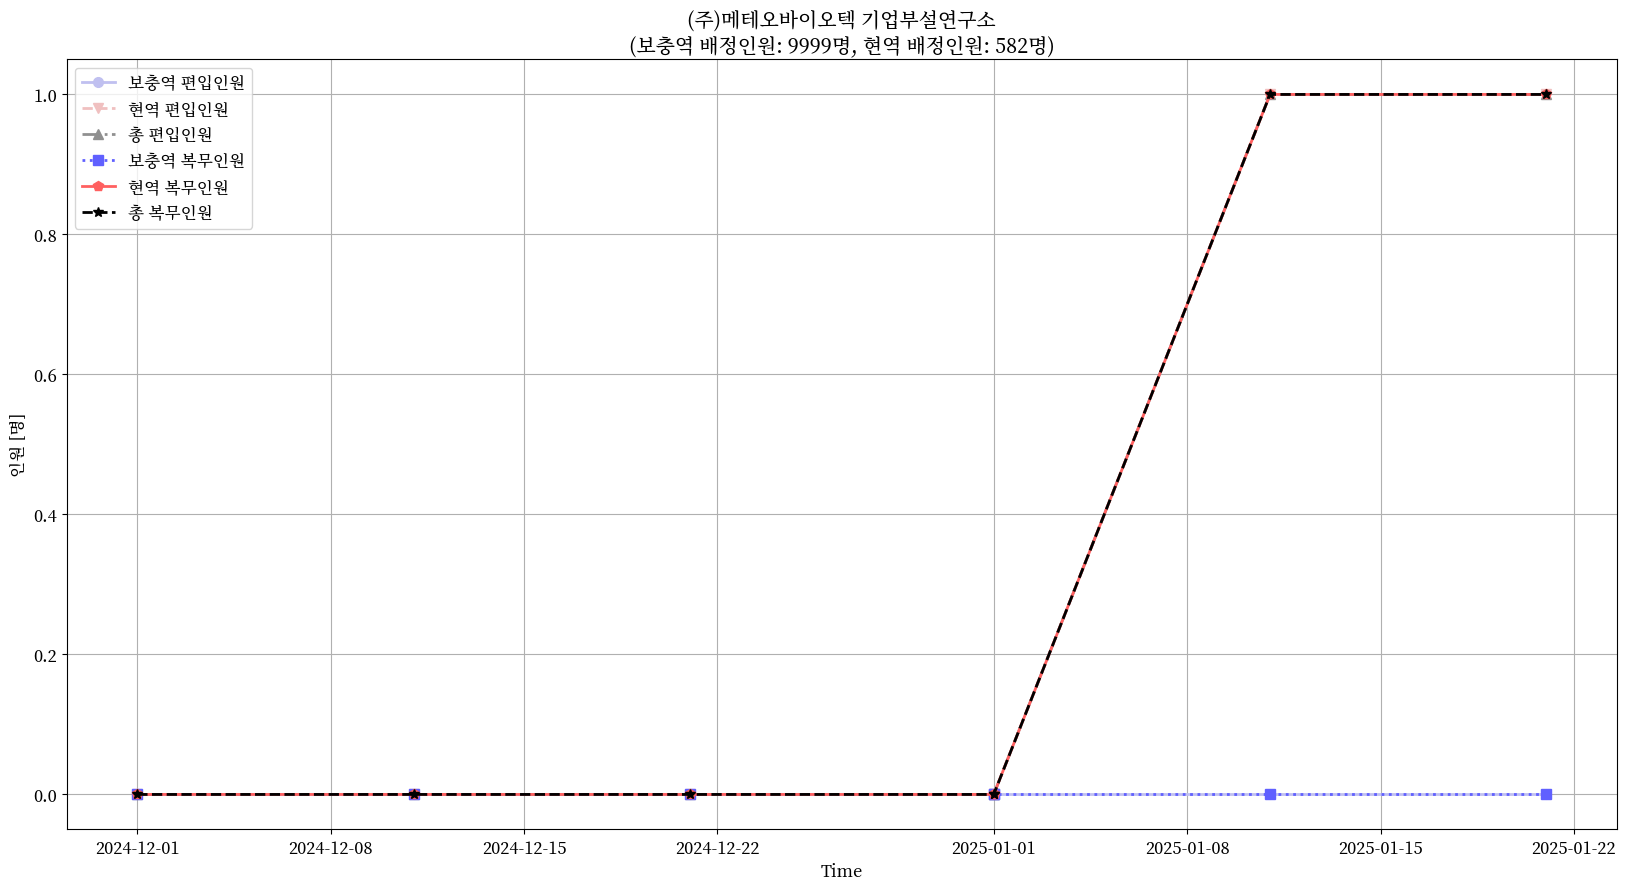 (주)메테오바이오텍 기업부설연구소
(보충역 배정인원: 9999명, 현역 배정인원: 582명)
보충역 편입인원
현역 편입인원
총 편입인원
보충역 복무인원
현역 복무인원
총 복무인원
인원 [명]
1.0
0.8
0.6
0.4
0.2
0.0
2024-12-01
2024-12-08
2024-12-15
2024-12-22
2025-01-01
2025-01-08
2025-01-15
2025-01-22
Time